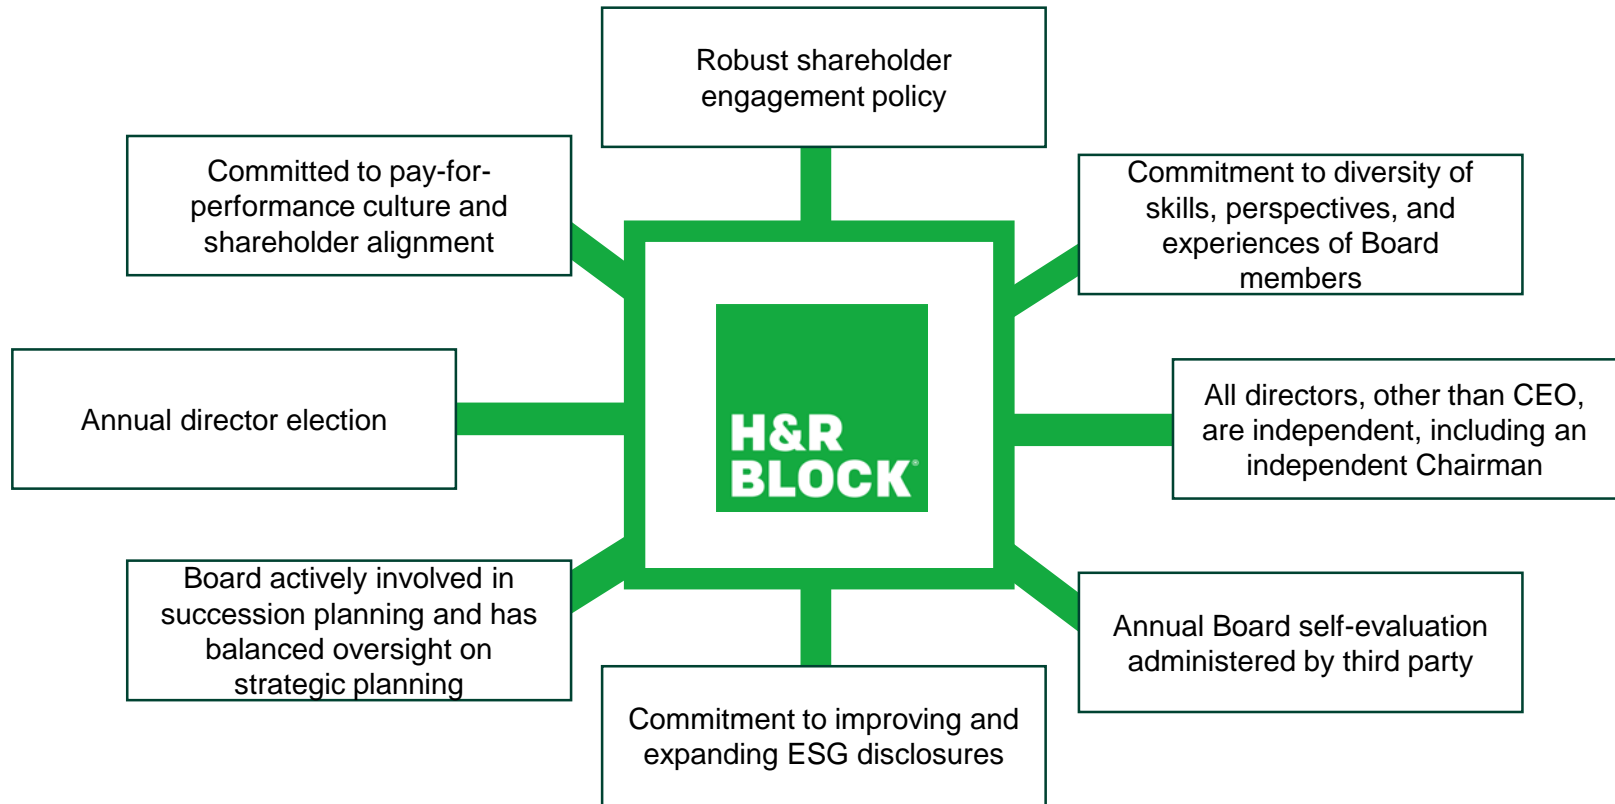 Robust shareholder
engagement policy
Committed to pay-for-
performance culture and
shareholder alignment
Commitment to diversity of
skills, perspectives, and
experiences of Board
members
Annual director election
H&R
BLOCK®
All directors, other than CEO,
are independent, including an
independent Chairman
Board actively involved in
succession planning and has
balanced oversight on
strategic planning
Annual Board self-evaluation
administered by third party
Commitment to improving and
expanding ESG disclosures